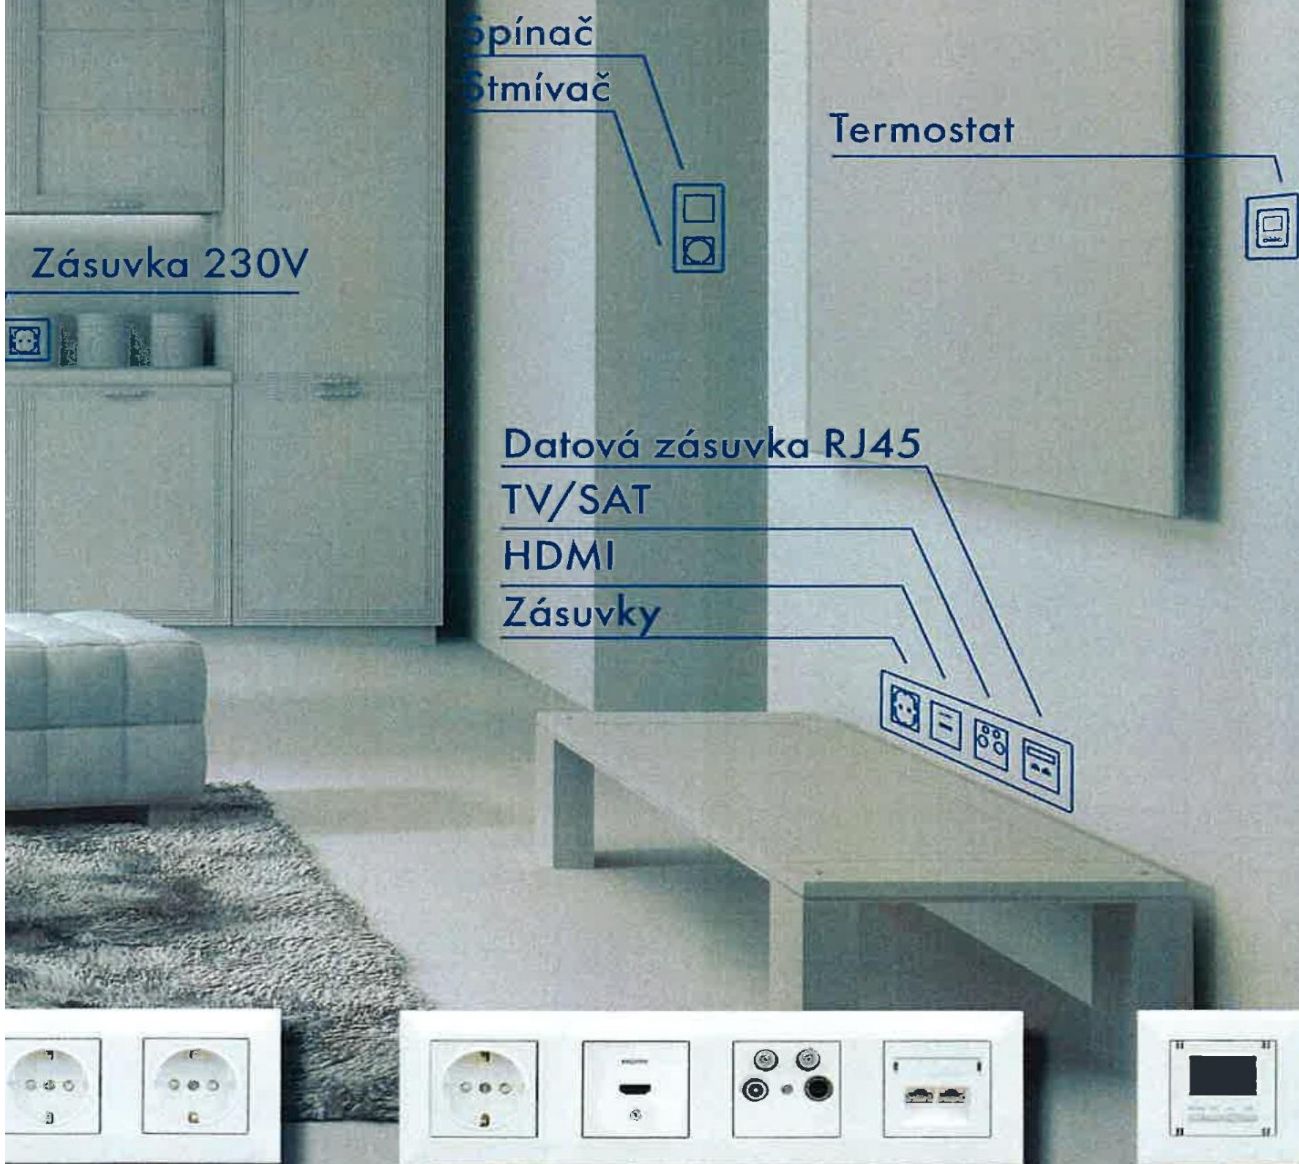 Spínač
Stmívač
Termostat
Zásuvka 230V
Datová zásuvka RJ45
TV/SAT
HDMI
Zásuvky